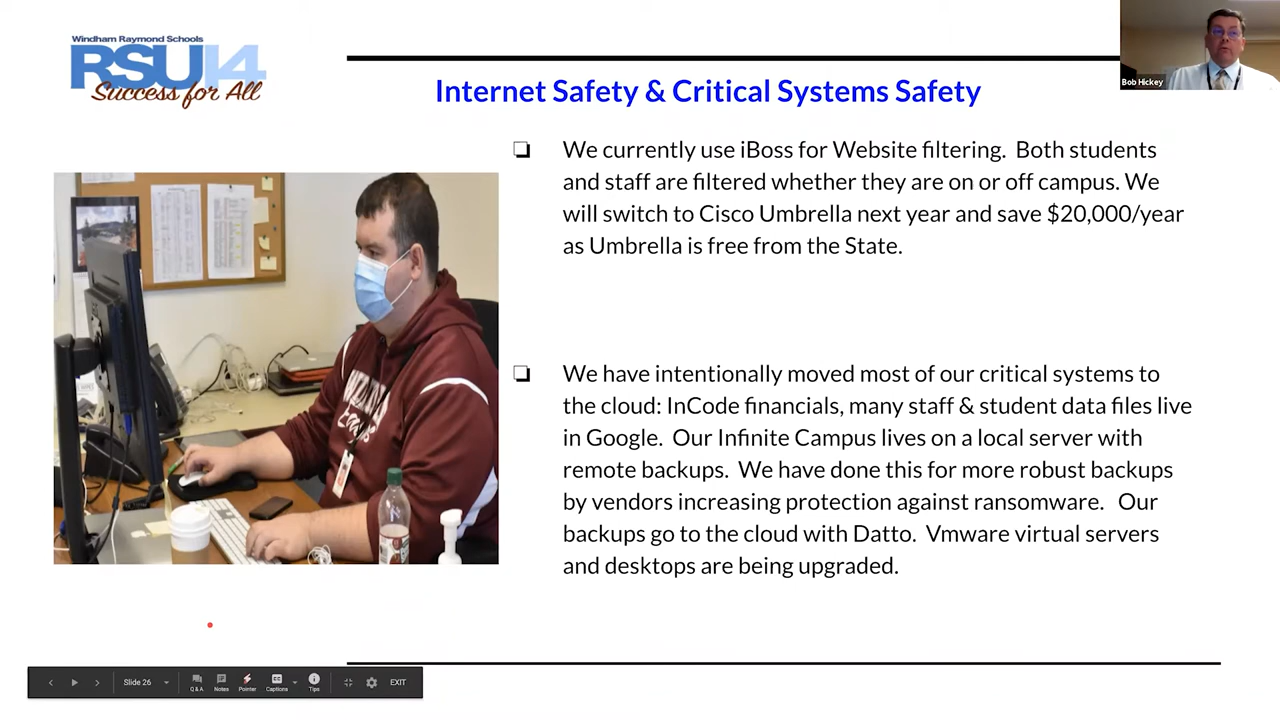 Windham Raymond Schools
RSU14
Success for All
Bob Hickey
Internet Safety & Critical Systems Safety
We currently use iBoss for Website filtering. Both students
and staff are filtered whether they are on or off campus. We
will switch to Cisco Umbrella next year and save $20,000/year
as Umbrella is free from the State.
We have intentionally moved most of our critical systems to
the cloud: InCode financials, many staff & student data files live
in Google. Our Infinite Campus lives on a local server with
remote backups. We have done this for more robust backups
by vendors increasing protection against ransomware. Our
backups go to the cloud with Datto. Vmware virtual servers
and desktops are being upgraded.
Slide 26
Q & A
Notes
Pointer
Captions
Tips
EXIT